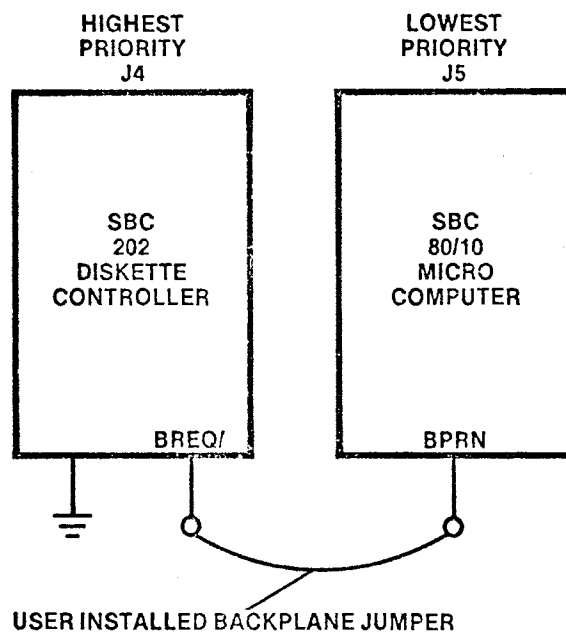 HIGHEST
PRIORITY
J4
LOWEST
PRIORITY
J5
SBC
202
DISKETTE
CONTROLLER
SBC
80/10
MICRO
COMPUTER
BREQ/
BPRN
USER INSTALLED BACKPLANE JUMPER